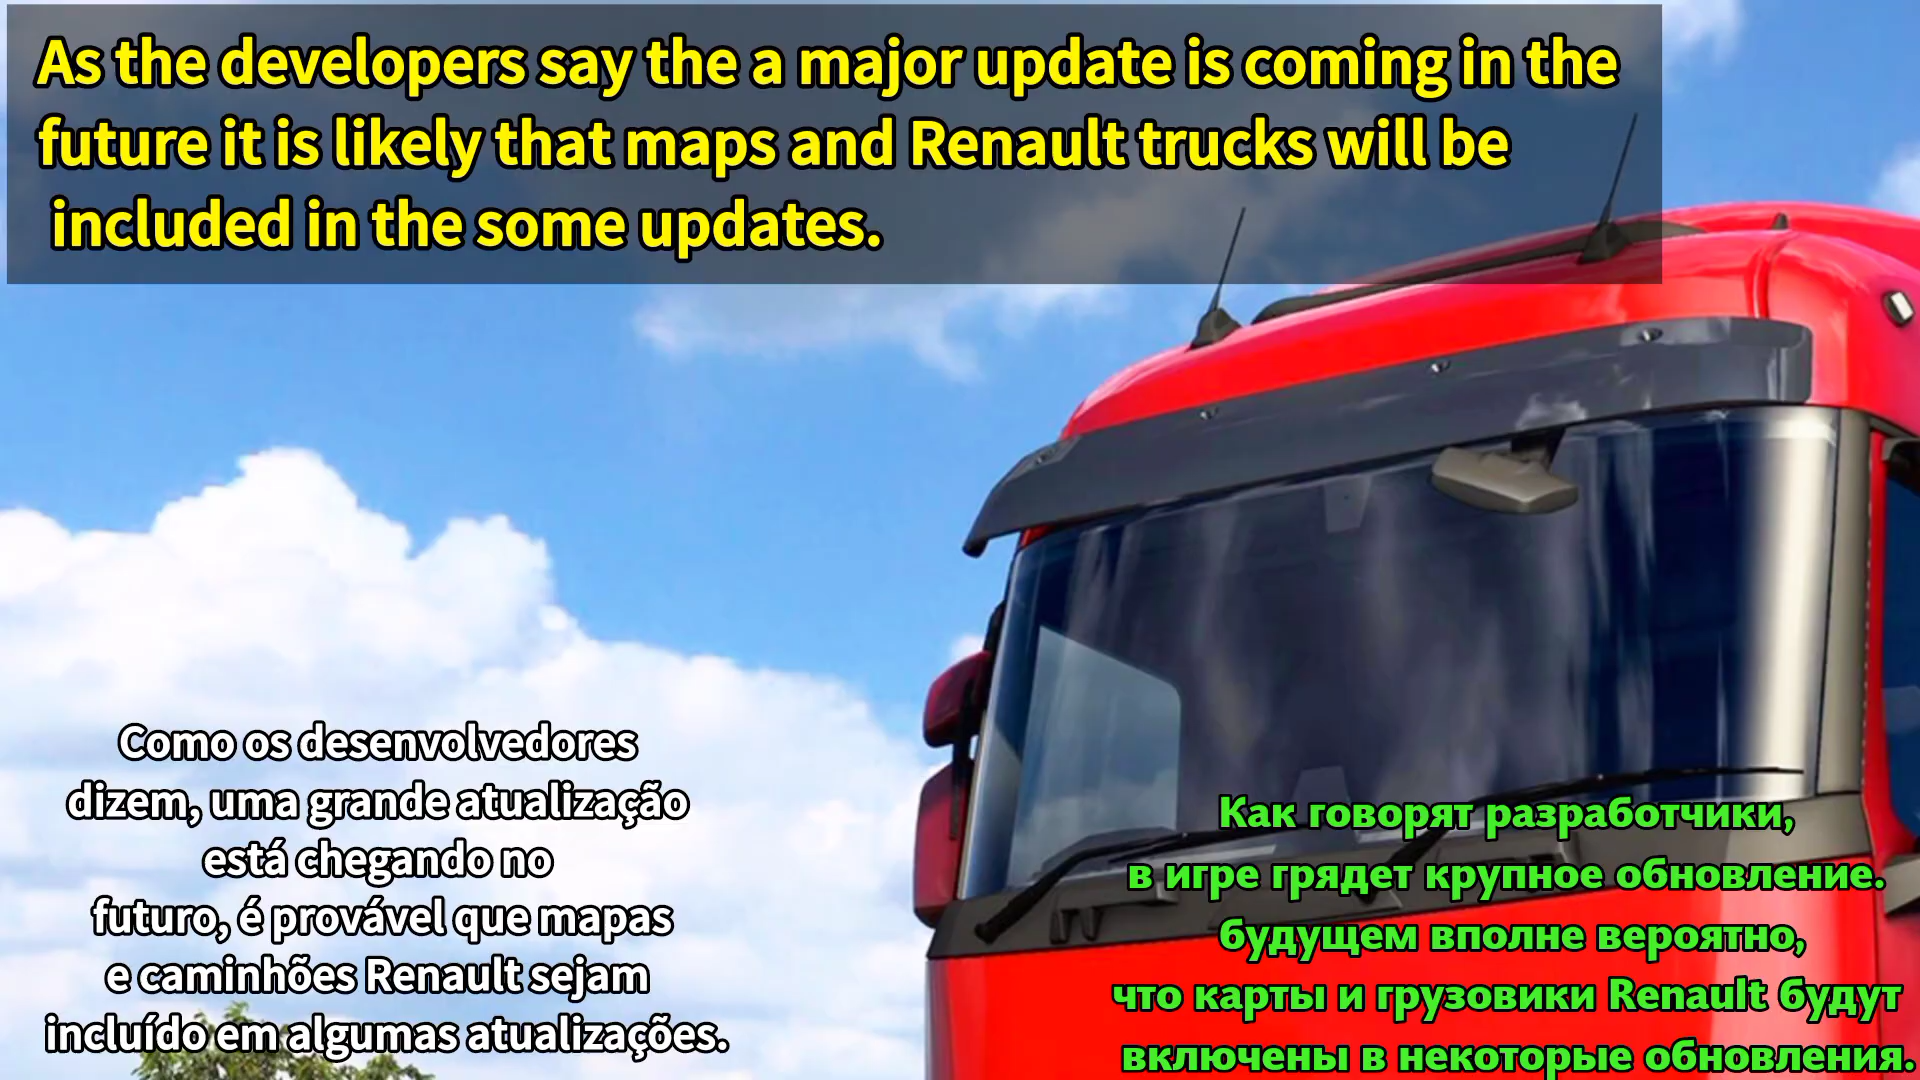 As the developers say the a major update is coming in the
future it is likely that maps and Renault trucks will be
included in the some updates.
Como os desenvolvedores
dizem, uma grande atualização
está chegando no
futuro, é provável que mapas
e caminhões Renault sejam
incluído em algumas atualizações.
Как говорят разработчики,
в игре грядет крупное обновление.
будущем вполне вероятно,
что карты и грузовики Renault будут
включены в некоторые обновления.